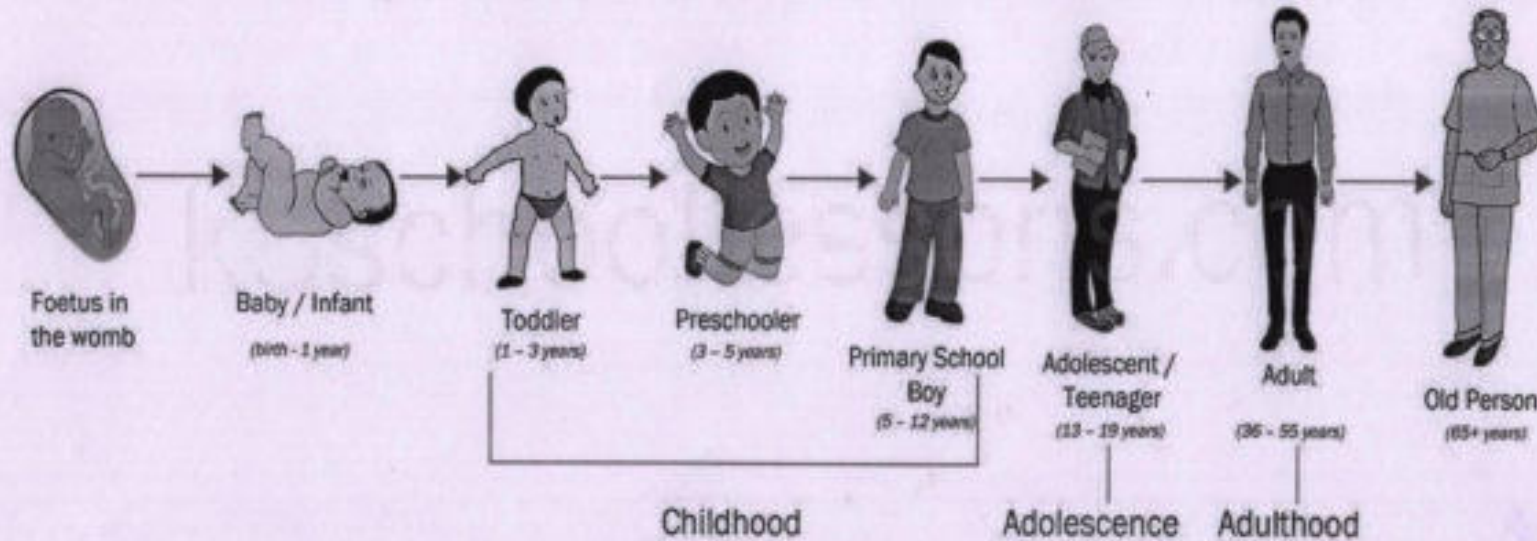 Foetus in
the womb
Baby / Infant
(birth - 1 year)
Toddler
(1 – 3 years)
Preschooler
(3 – 5 years)
Primary School
Boy
(5 – 12 years)
Adolescent /
Teenager
(13 – 19 years)
Adult
(36 – 55 years)
Old Person
(65+ years)
Childhood
Adolescence
Adulthood